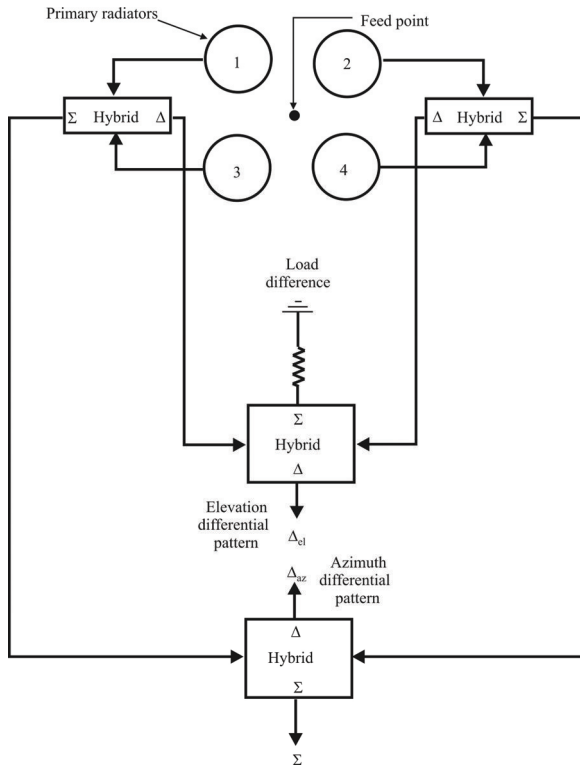 Primary radiators
Feed point
1
2
Σ Hybrid Δ
Δ Hybrid Σ
3
4
Load
difference
Σ
Hybrid
Δ
Elevation
differential
pattern
Δel
Δaz
Azimuth
differential
pattern
Δ
Hybrid
Σ
Σ